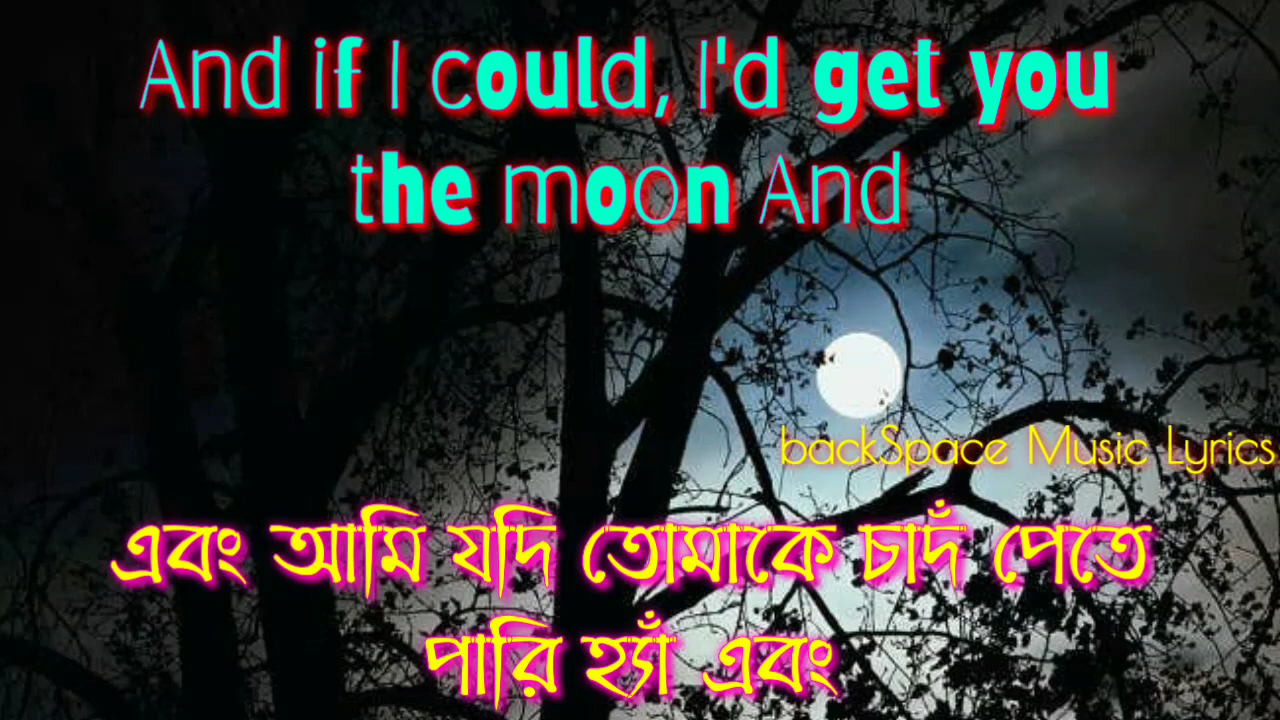 And if I could, I'd get you
the moon And
backSpace Music Lyrics
এবং আমি যদি তোমাকে চাদঁ পেতে
পারি হ্যাঁ এবং